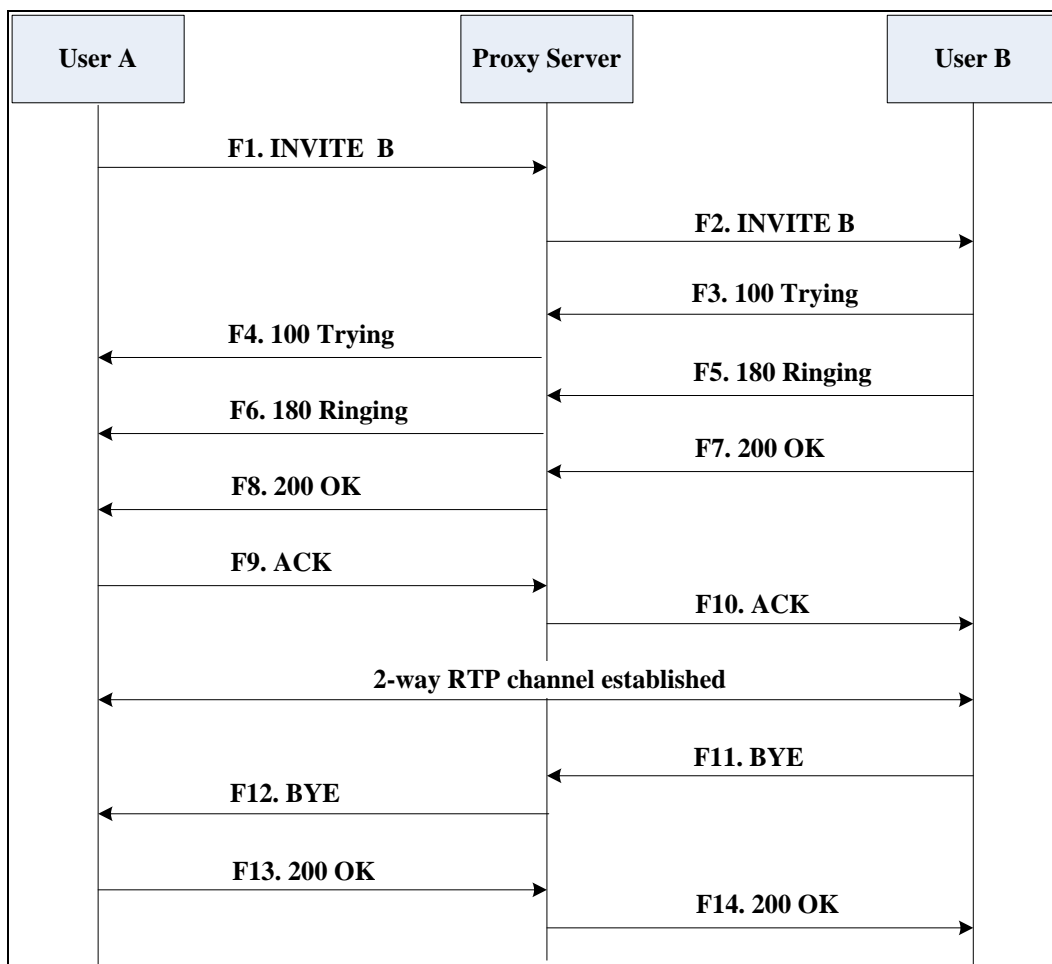 User A
Proxy Server
User B
F1. INVITE  B
F2. INVITE B
F3. 100 Trying
F4. 100 Trying
F5. 180 Ringing
F6. 180 Ringing
F7. 200 OK
F8. 200 OK
F9. ACK
F10. ACK
2-way RTP channel established
F11. BYE
F12. BYE
F13. 200 OK
F14. 200 OK